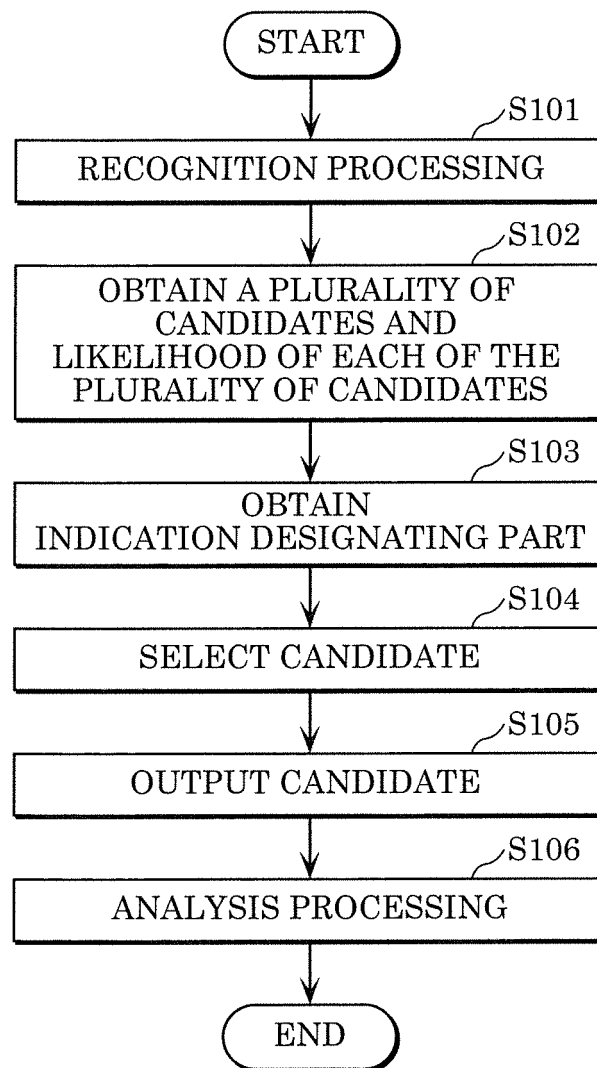 START
S101
RECOGNITION PROCESSING
S102
OBTAIN A PLURALITY OF
CANDIDATES AND
LIKELIHOOD OF EACH OF THE
PLURALITY OF CANDIDATES
S103
OBTAIN
INDICATION DESIGNATING PART
S104
SELECT CANDIDATE
S105
OUTPUT CANDIDATE
S106
ANALYSIS PROCESSING
END